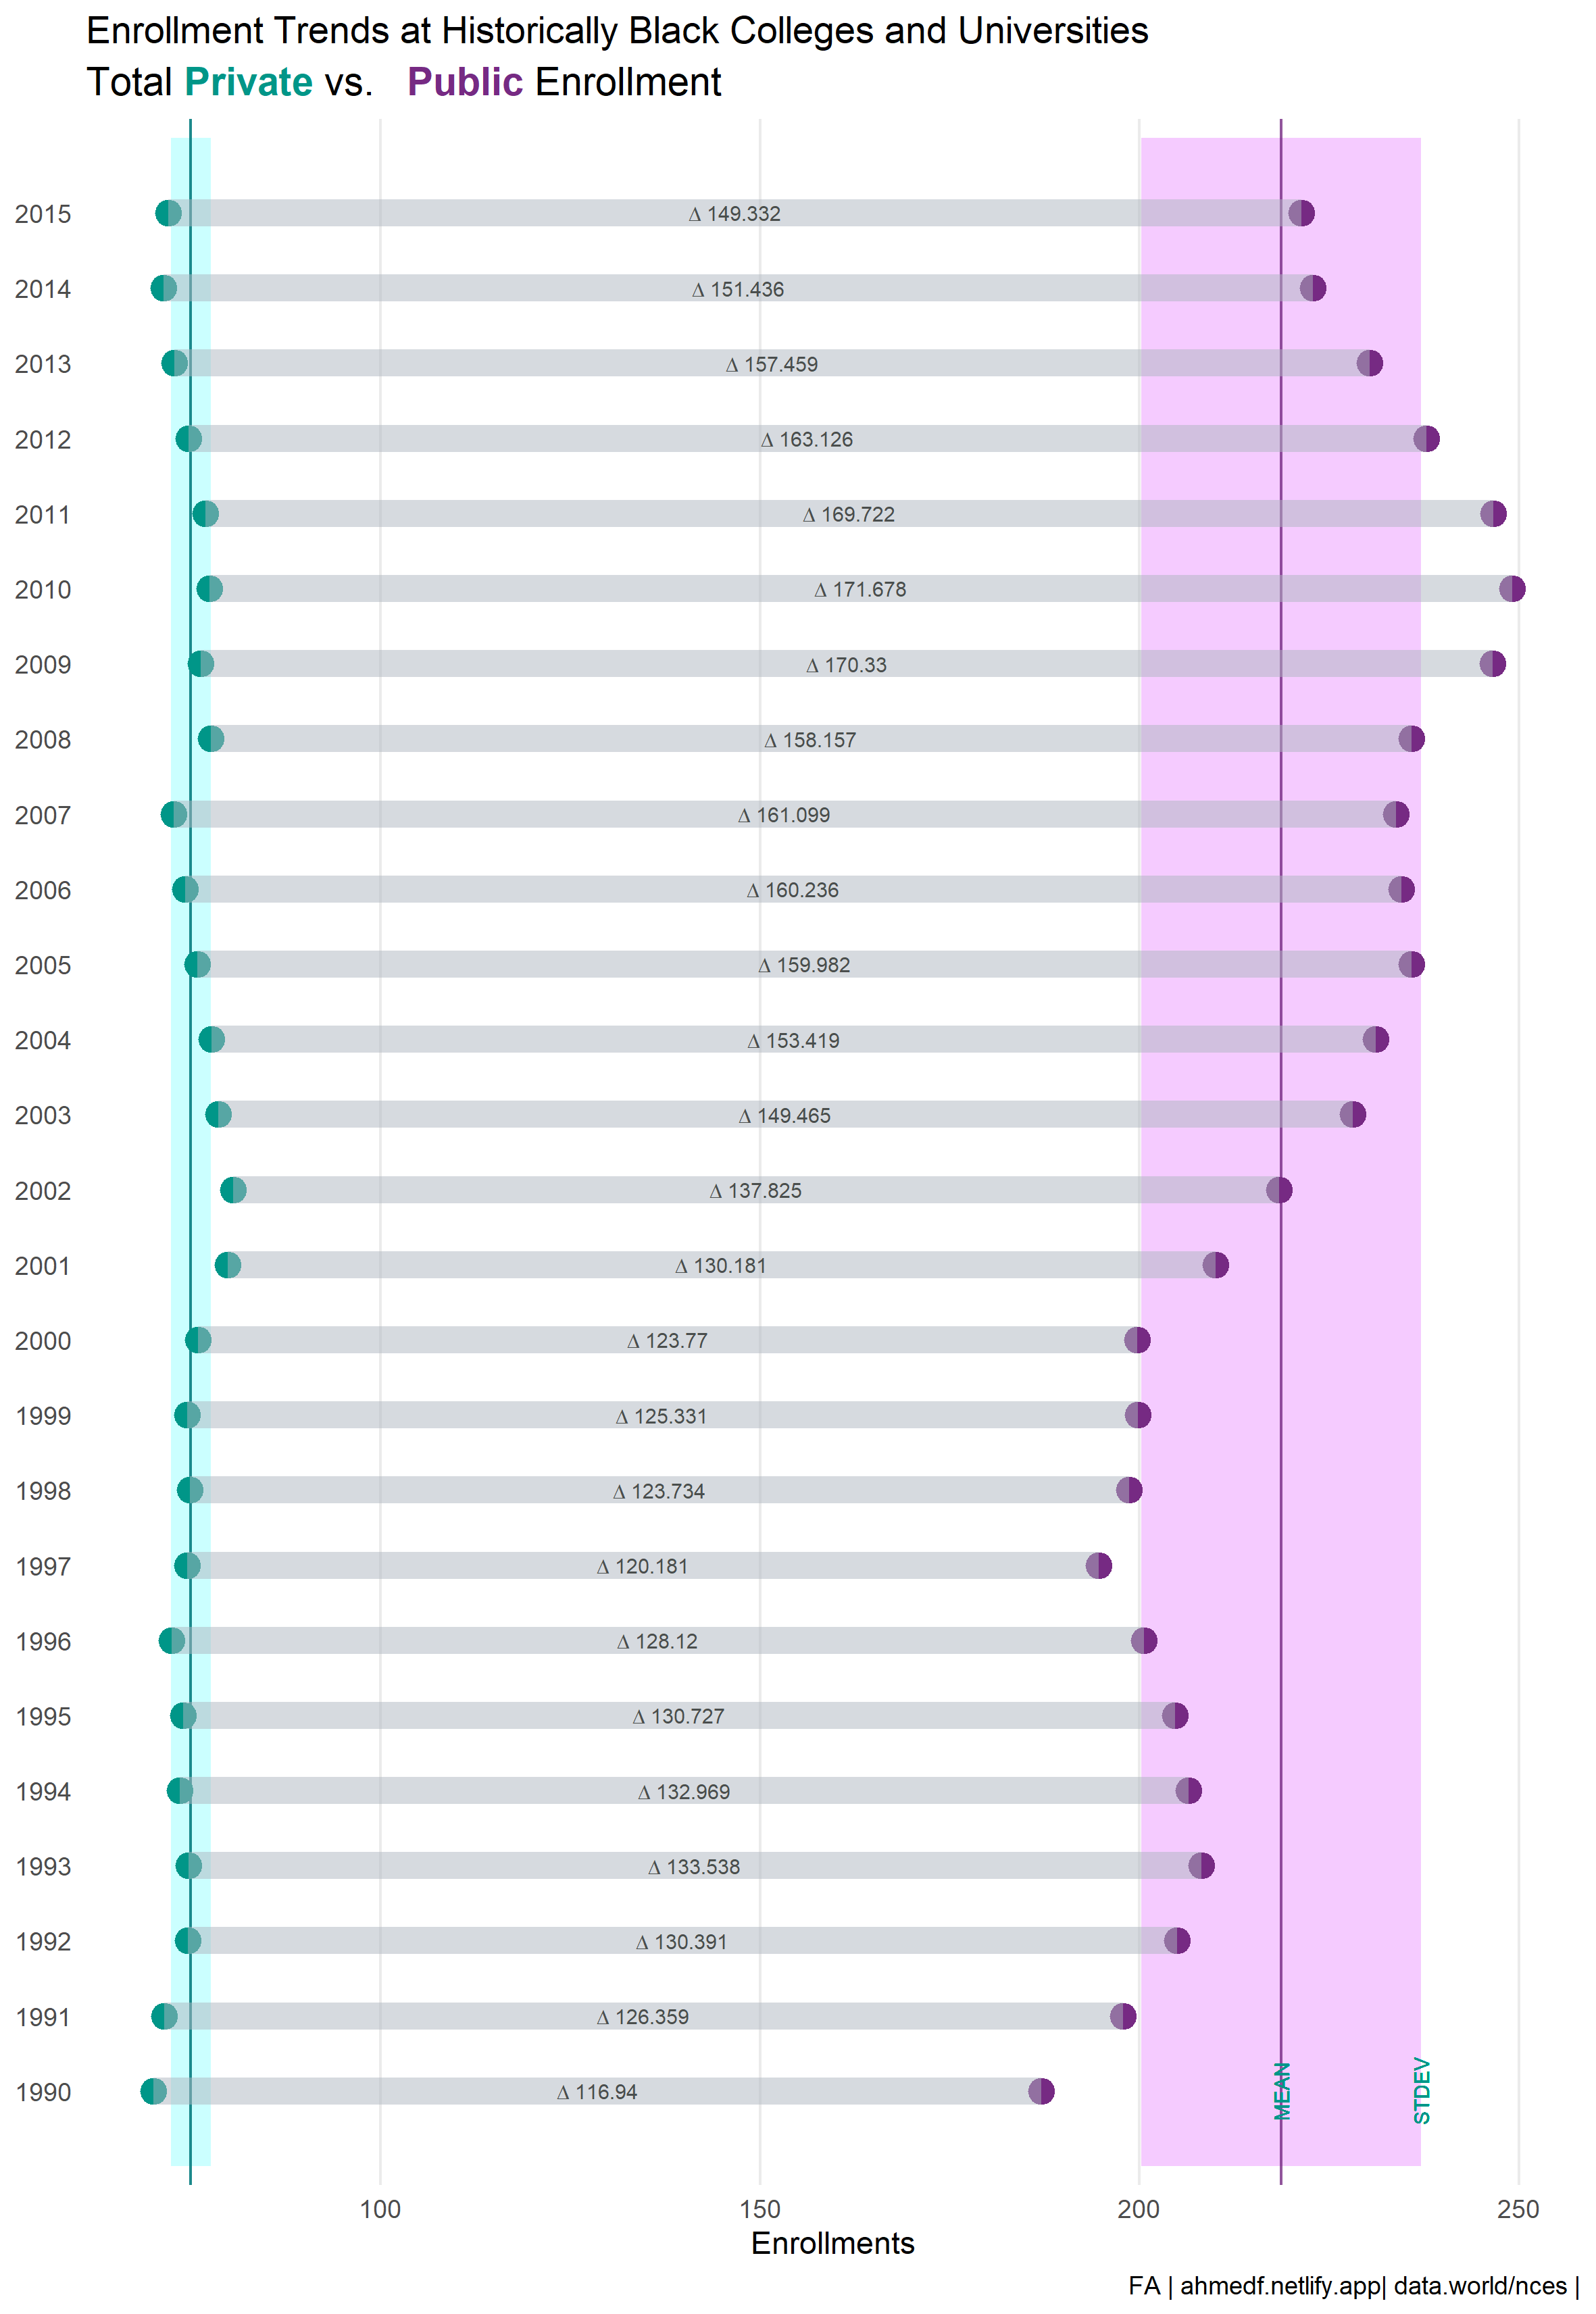 Enrollment Trends at Historically Black Colleges and Universities
Total Private vs. Public Enrollment
2015 Δ 149.332
2014 Δ 151.436
2013 Δ 157.459
2012 Δ 163.126
2011 Δ 169.722
2010 Δ 171.678
2009 Δ 170.33
2008 Δ 158.157
2007 Δ 161.099
2006 Δ 160.236
2005 Δ 159.982
2004 Δ 153.419
2003 Δ 149.465
2002 Δ 137.825
2001 Δ 130.181
2000 Δ 123.77
1999 Δ 125.331
1998 Δ 123.734
1997 Δ 120.181
1996 Δ 128.12
1995 Δ 130.727
1994 Δ 132.969
1993 Δ 133.538
1992 Δ 130.391
1991 Δ 126.359
1990 Δ 116.94
MEAN
STDEV
100 150 200 250
Enrollments
FA | ahmedf.netlify.app| data.world/nces |